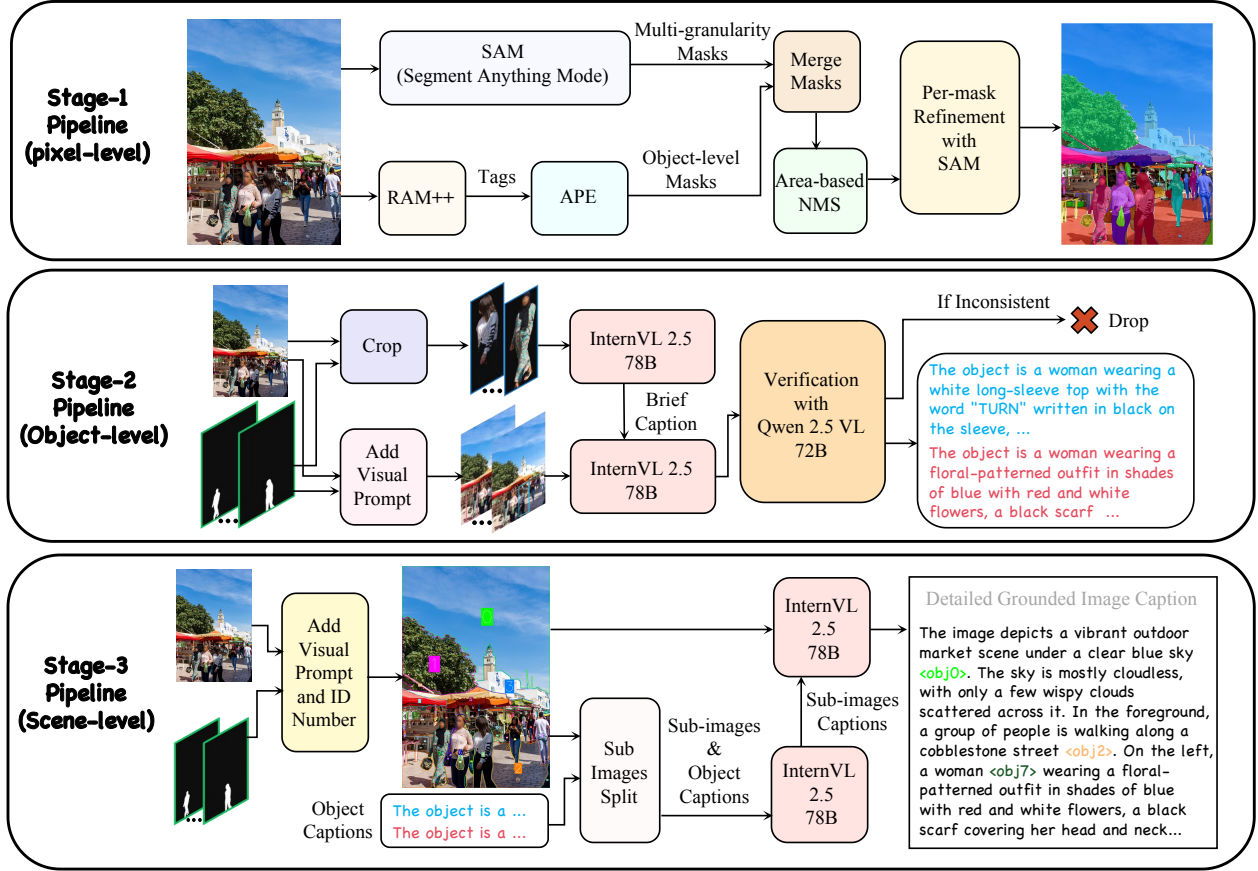 Stage-1
Pipeline
(pixel-level)
SAM
(Segment Anything Mode)
Multi-granularity
Masks
Merge
Masks
Per-mask
Refinement
with
SAM
RAM++
Tags
APE
Object-level
Masks
Area-based
NMS
Stage-2
Pipeline
(Object-level)
Crop
InternVL 2.5
78B
Brief
Caption
Add
Visual
Prompt
InternVL 2.5
78B
Verification
with
Qwen 2.5 VL
72B
If Inconsistent
Drop
The object is a woman wearing a
white long-sleeve top with the
word "TURN" written in black on
the sleeve, ...
The object is a woman wearing a
floral-patterned outfit in shades
of blue with red and white
flowers, a black scarf ...
Stage-3
Pipeline
(Scene-level)
Add
Visual
Prompt
and ID
Number
Object
Captions
The object is a ...
The object is a ...
Sub
Images
Split
Sub-images
&
Object
Captions
InternVL
2.5
78B
Sub-images
Captions
InternVL
2.5
78B
Detailed Grounded Image Caption
The image depicts a vibrant outdoor
market scene under a clear blue sky
<obj0>. The sky is mostly cloudless,
with only a few wispy clouds
scattered across it. In the foreground,
a group of people is walking along a
cobblestone street <obj2>. On the left,
a woman <obj7> wearing a floral-
patterned outfit in shades of blue
with red and white flowers, a black
scarf covering her head and neck...